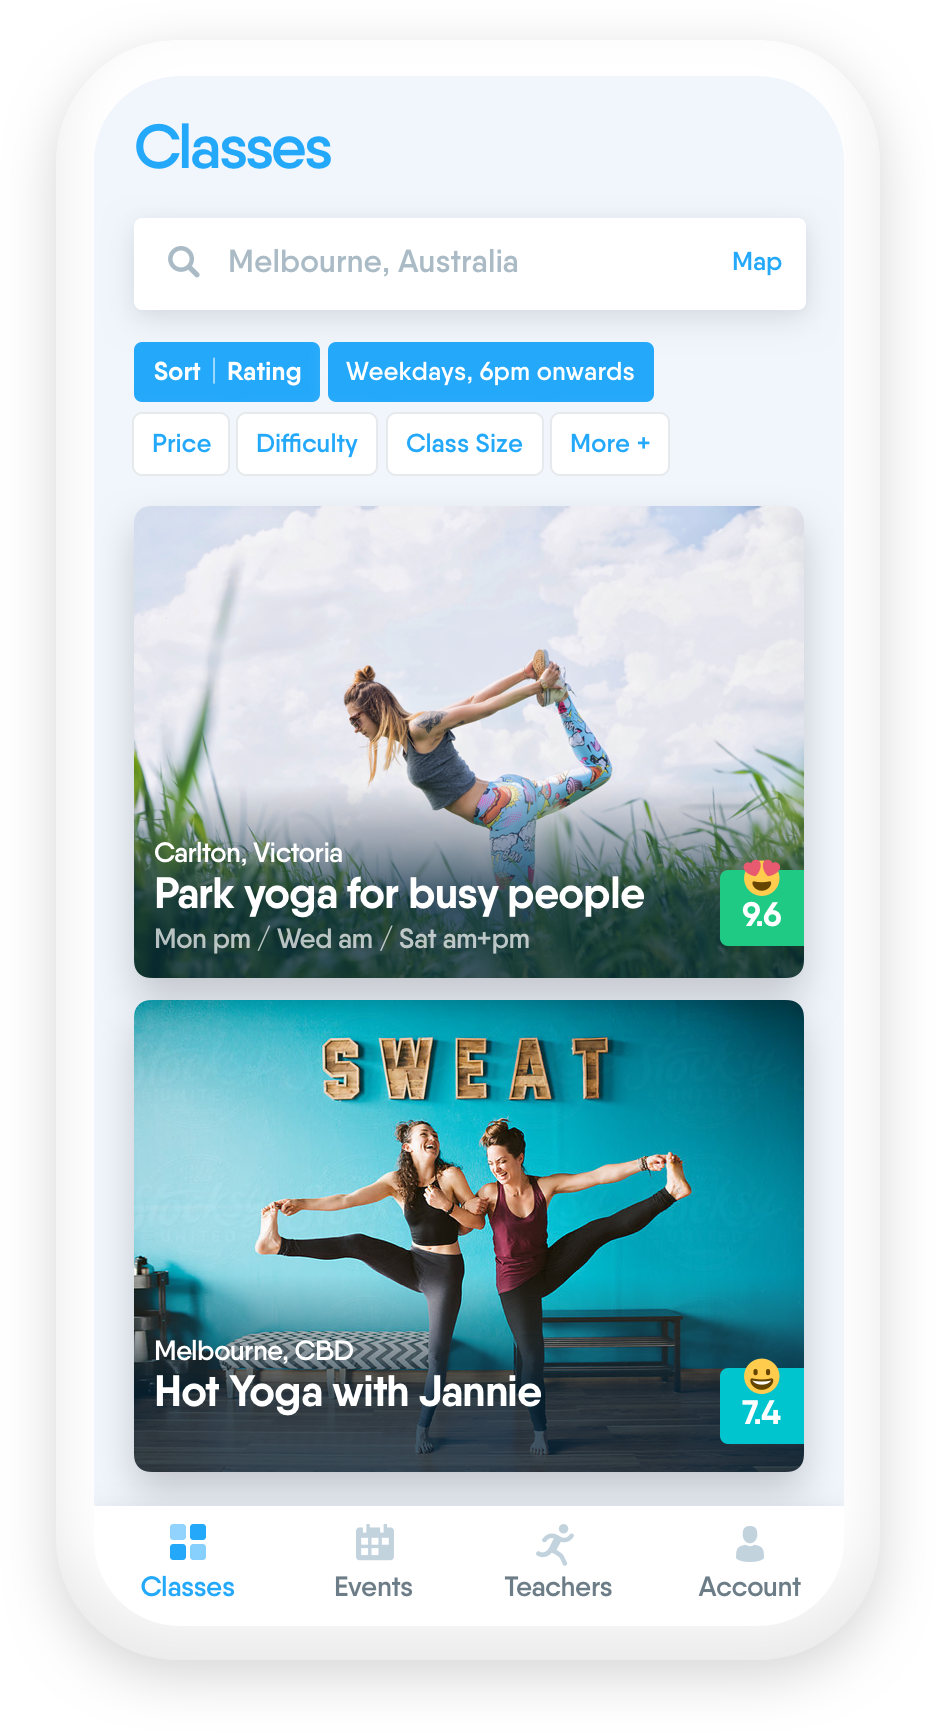 Classes
Melbourne, Australia Map
Sort | Rating Weekdays, 6pm onwards
Price Difficulty Class Size More +
Carlton, Victoria
Park yoga for busy people
Mon pm / Wed am / Sat am+pm
9.6
SWEAT
Melbourne, CBD
Hot Yoga with Jannie
7.4
Classes Events Teachers Account